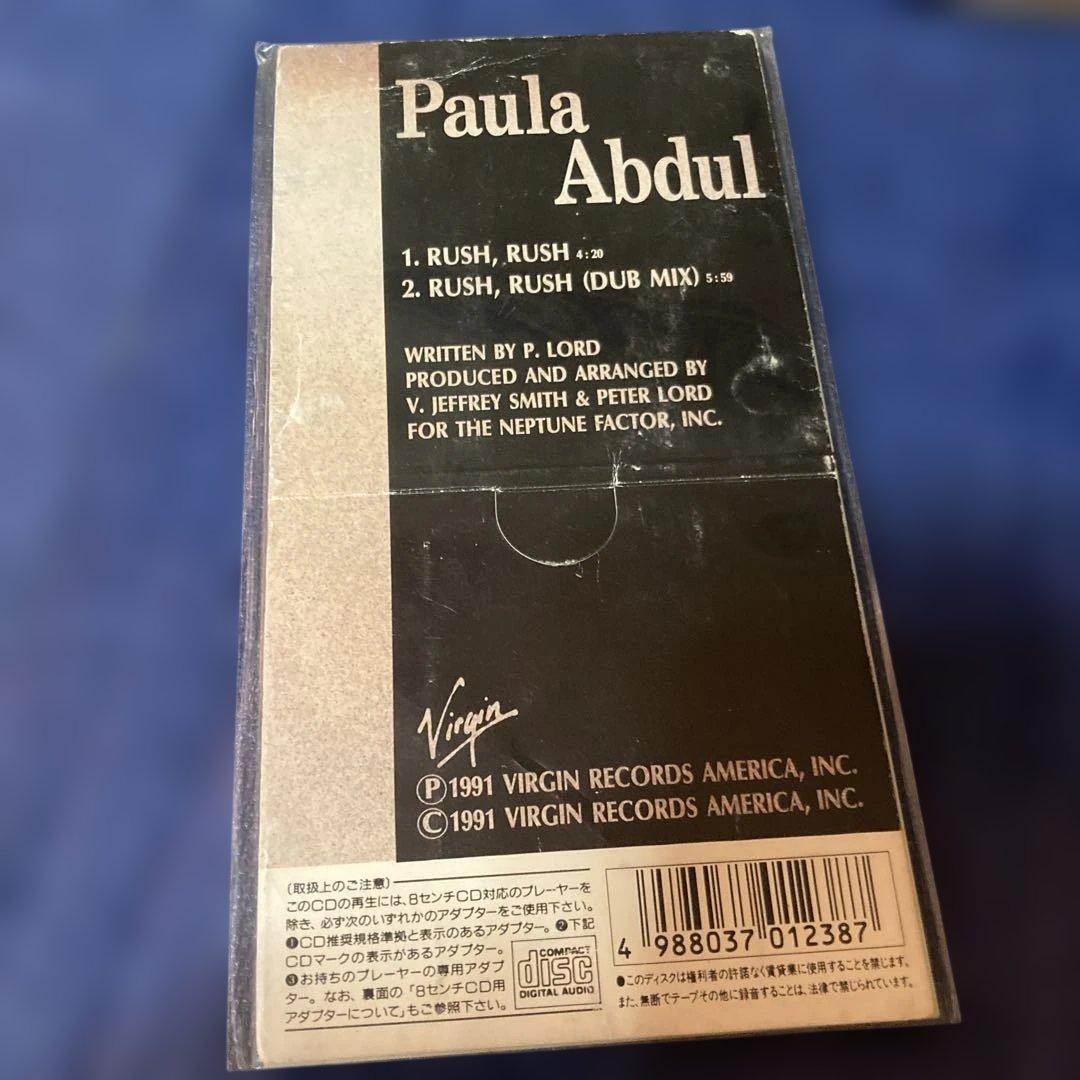 Paula
Abdul
1. RUSH, RUSH 4:20
2. RUSH, RUSH (DUB MIX) 5:59
WRITTEN BY P. LORD
PRODUCED AND ARRANGED BY
V. JEFFREY SMITH & PETER LORD
FOR THE NEPTUNE FACTOR, INC.
Virgin
Ⓟ1991 VIRGIN RECORDS AMERICA, INC.
Ⓒ1991 VIRGIN RECORDS AMERICA, INC.
〔取扱上のご注意〕
このCDの再生には、8センチCD対応のプレーヤーを
除き、必ず次のいずれかのアダプターをご使用下さい。
❶CD推奨規格準拠と表示のあるアダプター。❷下記
CDマークの表示があるアダプター。
❸お持ちのプレーヤーの専用アダプ
ター。なお、裏面の「8センチCD用
アダプターについて」もご参照下さい。
COMPACT
disc
DIGITAL AUDIO
4 988037 012387
●このディスクは権利者の許諾なく賃貸業に使用することを禁じます。
また、無断でテープその他に録音することは、法律で禁じられています。